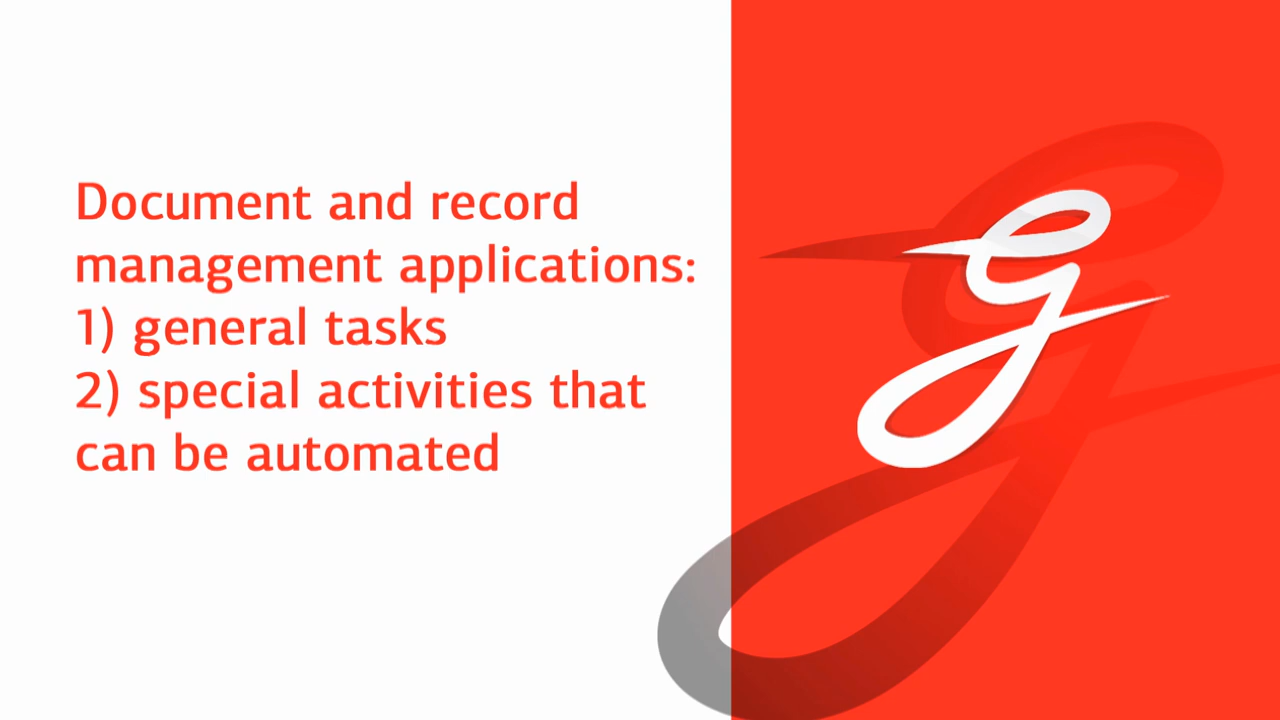 Document and record
management applications:
1) general tasks
2) special activities that
can be automated